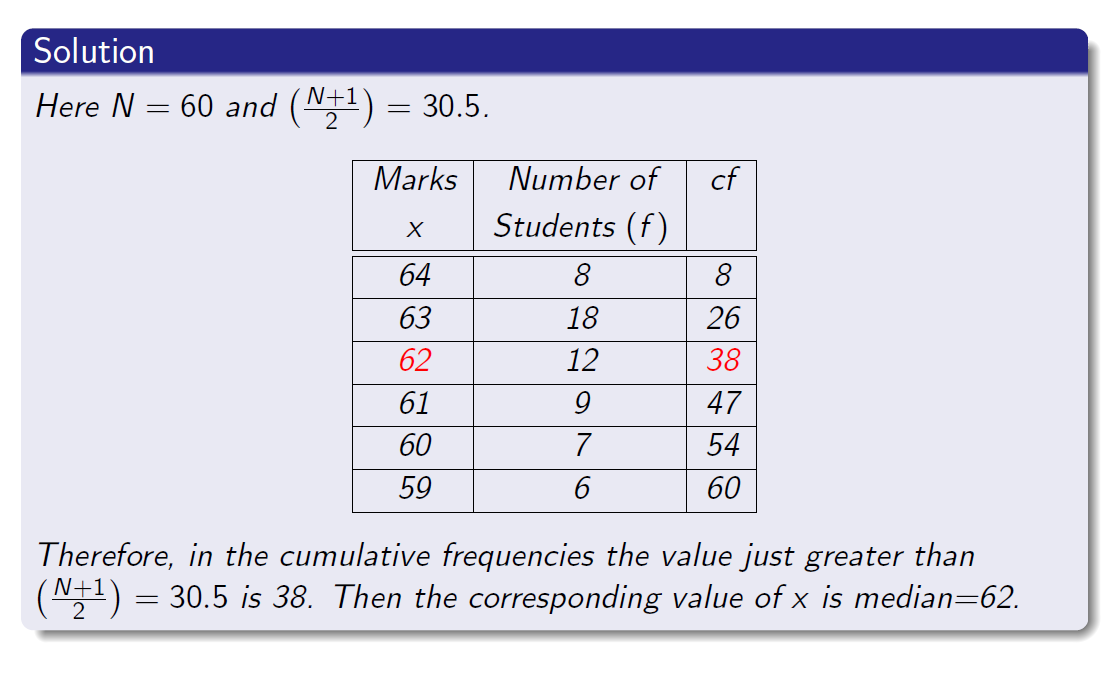 Solution
Here N = 60 and (N+1/2) = 30.5.
Marks Number of cf
x Students (f)
64 8 8
63 18 26
62 12 38
61 9 47
60 7 54
59 6 60
Therefore, in the cumulative frequencies the value just greater than
(N+1/2) = 30.5 is 38. Then the corresponding value of x is median=62.